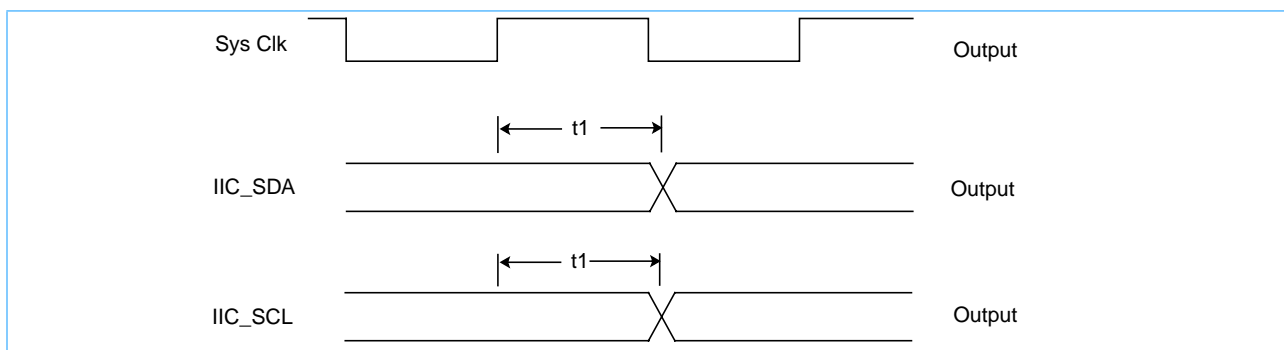 Sys Clk
Output
t1
IIC_SDA
Output
t1
IIC_SCL
Output